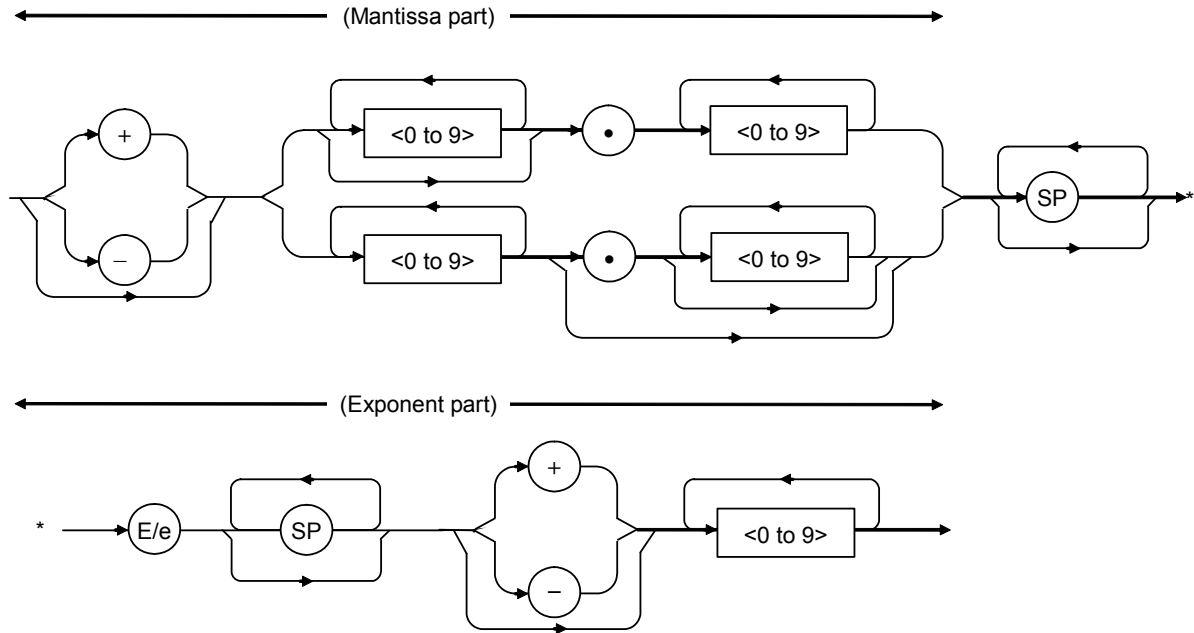 (Mantissa part)
<0 to 9> • <0 to 9>
+
SP *
−
<0 to 9> • <0 to 9>
(Exponent part)
+
* E/e SP <0 to 9>
−